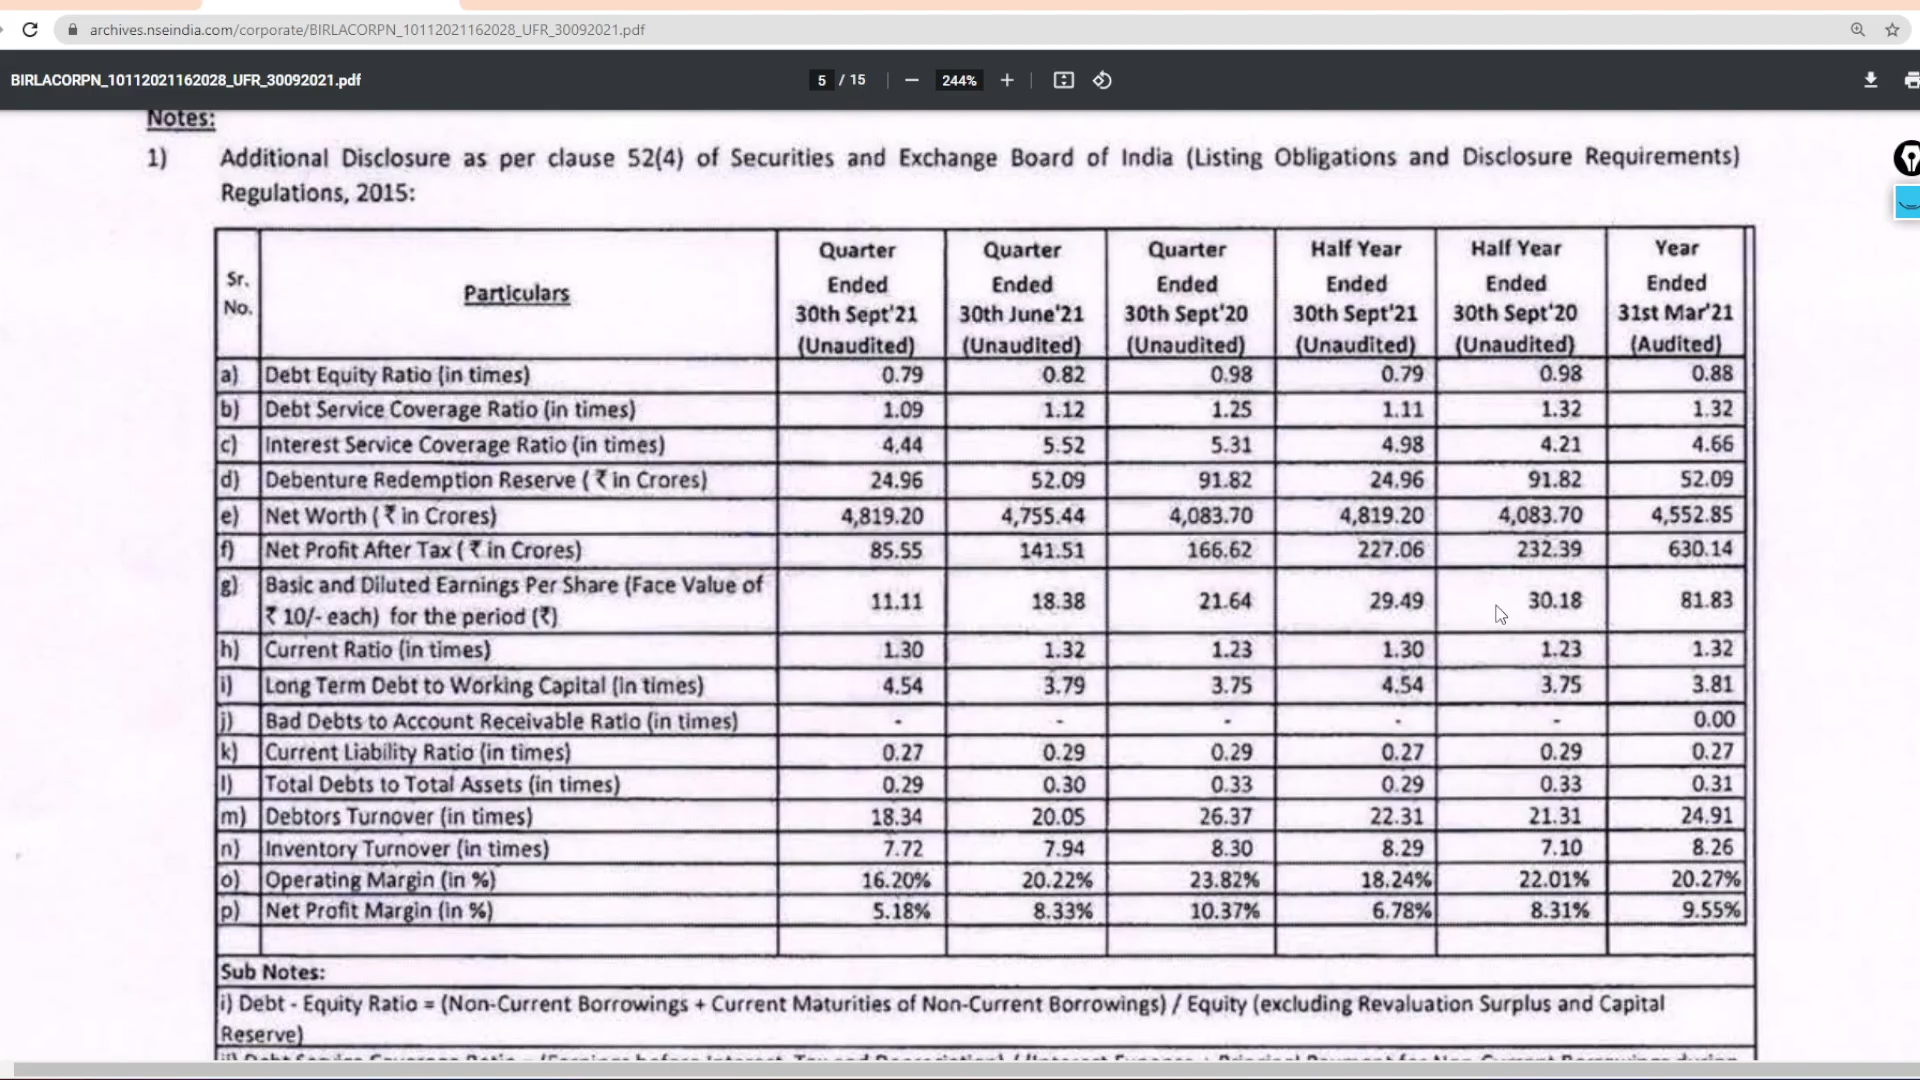 archives.nseindia.com/corporate/BIRLACORPN_10112021162028_UFR_30092021.pdf
BIRLACORPN_10112021162028_UFR_30092021.pdf 5 / 15 244%
Notes:
1) Additional Disclosure as per clause 52(4) of Securities and Exchange Board of India (Listing Obligations and Disclosure Requirements)
Regulations, 2015:
Sr. No. Particulars Quarter Ended 30th Sept'21 (Unaudited) Quarter Ended 30th June'21 (Unaudited) Quarter Ended 30th Sept'20 (Unaudited) Half Year Ended 30th Sept'21 (Unaudited) Half Year Ended 30th Sept'20 (Unaudited) Year Ended 31st Mar'21 (Audited)
a) Debt Equity Ratio (in times) 0.79 0.82 0.98 0.79 0.98 0.88
b) Debt Service Coverage Ratio (in times) 1.09 1.12 1.25 1.11 1.32 1.32
c) Interest Service Coverage Ratio (in times) 4.44 5.52 5.31 4.98 4.21 4.66
d) Debenture Redemption Reserve ( ₹ in Crores) 24.96 52.09 91.82 24.96 91.82 52.09
e) Net Worth ( ₹ in Crores) 4,819.20 4,755.44 4,083.70 4,819.20 4,083.70 4,552.85
f) Net Profit After Tax ( ₹ in Crores) 85.55 141.51 166.62 227.06 232.39 630.14
g) Basic and Diluted Earnings Per Share (Face Value of
₹ 10/- each) for the period (₹) 11.11 18.38 21.64 29.49 30.18 81.83
h) Current Ratio (in times) 1.30 1.32 1.23 1.30 1.23 1.32
i) Long Term Debt to Working Capital (in times) 4.54 3.79 3.75 4.54 3.75 3.81
j) Bad Debts to Account Receivable Ratio (in times) - - - - - 0.00
k) Current Liability Ratio (in times) 0.27 0.29 0.29 0.27 0.29 0.27
l) Total Debts to Total Assets (in times) 0.29 0.30 0.33 0.29 0.33 0.31
m) Debtors Turnover (in times) 18.34 20.05 26.37 22.31 21.31 24.91
n) Inventory Turnover (in times) 7.72 7.94 8.30 8.29 7.10 8.26
o) Operating Margin (in %) 16.20% 20.22% 23.82% 18.24% 22.01% 20.27%
p) Net Profit Margin (in %) 5.18% 8.33% 10.37% 6.78% 8.31% 9.55%
Sub Notes:
i) Debt - Equity Ratio = (Non-Current Borrowings + Current Maturities of Non-Current Borrowings) / Equity (excluding Revaluation Surplus and Capital
Reserve)